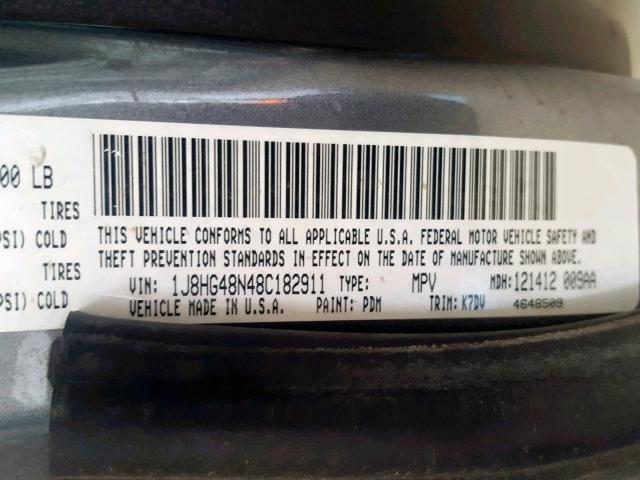 00 LB
TIRES
PSI) COLD
TIRES
PSI) COLD
THIS VEHICLE CONFORMS TO ALL APPLICABLE U.S.A. FEDERAL MOTOR VEHICLE SAFETY AND
THEFT PREVENTION STANDARDS IN EFFECT ON THE DATE OF MANUFACTURE SHOWN ABOVE.
VIN: 1J8HG48N48C182911 TYPE: MPV MDH: 121412 009AA
VEHICLE MADE IN U.S.A. PAINT: PDM TRIM: K7DV 4648509